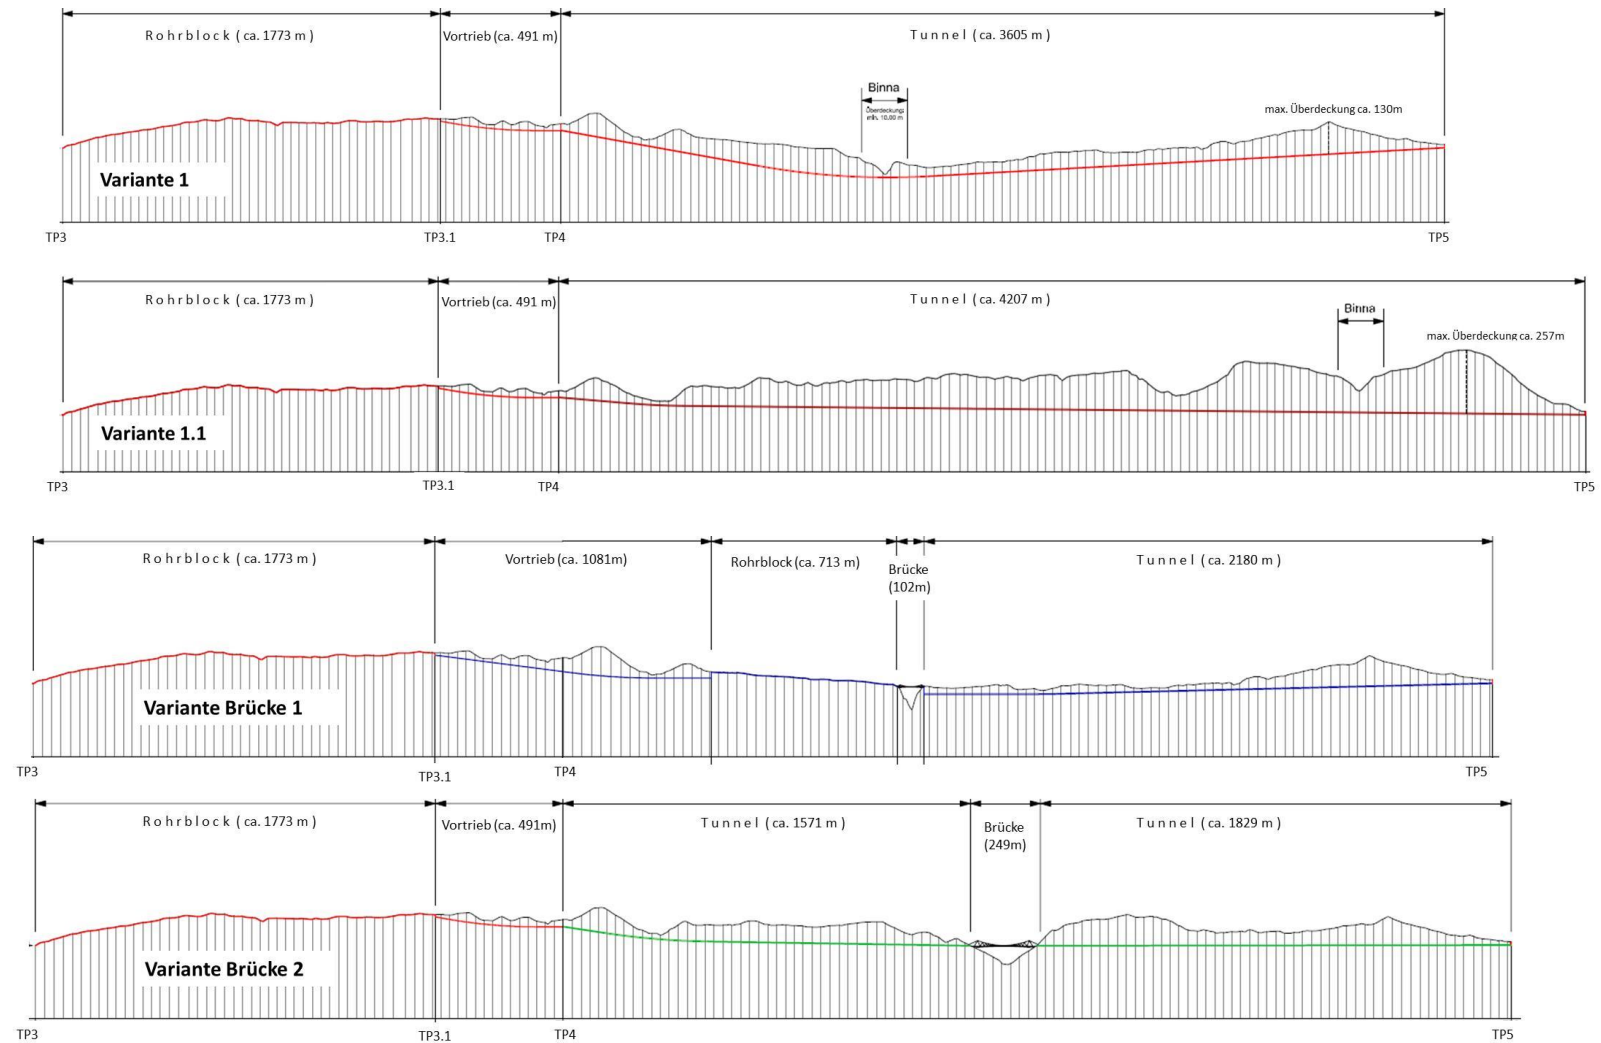 Rohrblock ( ca. 1773 m )
Vortrieb (ca. 491 m)
Tunnel ( ca. 3605 m )
Binna
Überdeckung:
min. 10.00 m
max. Überdeckung ca. 130m
Variante 1
TP3
TP3.1
TP4
TP5
Rohrblock ( ca. 1773 m )
Vortrieb (ca. 491 m)
Tunnel ( ca. 4207 m )
Binna
max. Überdeckung ca. 257m
Variante 1.1
TP3
TP3.1
TP4
TP5
Rohrblock ( ca. 1773 m )
Vortrieb (ca. 1081m)
Rohrblock (ca. 713 m)
Brücke
(102m)
Tunnel ( ca. 2180 m )
Variante Brücke 1
TP3
TP3.1
TP4
TP5
Rohrblock ( ca. 1773 m )
Vortrieb (ca. 491m)
Tunnel ( ca. 1571 m )
Brücke
(249m)
Tunnel ( ca. 1829 m )
Variante Brücke 2
TP3
TP3.1
TP4
TP5